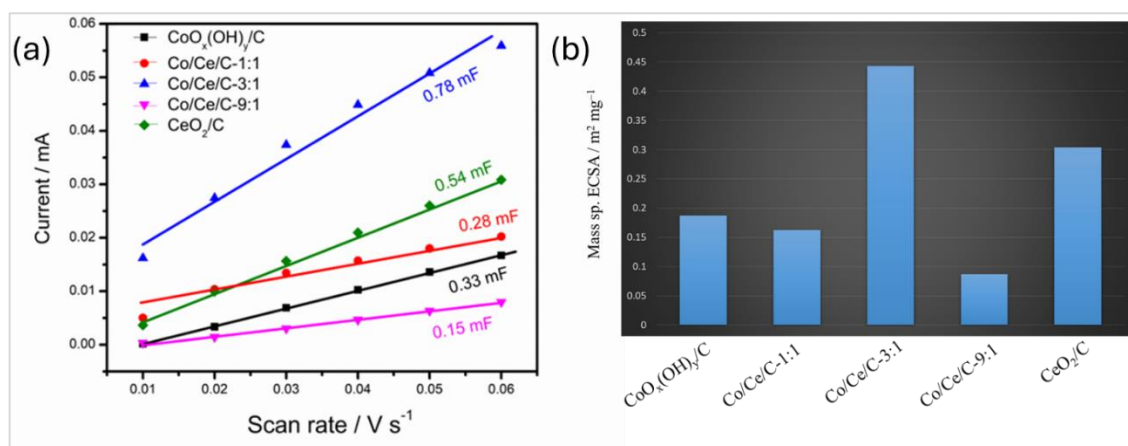 (a)
CoOₓ(OH)ᵧ/C
Co/Ce/C-1:1
Co/Ce/C-3:1
Co/Ce/C-9:1
CeO₂/C
0.78 mF
0.54 mF
0.28 mF
0.33 mF
0.15 mF
0.06
0.05
0.04
0.03
0.02
0.01
0.00
Current / mA
0.01 0.02 0.03 0.04 0.05 0.06
Scan rate / V s⁻¹
(b)
0.5
0.45
0.4
0.35
0.3
0.25
0.2
0.15
0.1
0.05
0
Mass sp. ECSA / m² mg⁻¹
CoOₓ(OH)ᵧ/C
Co/Ce/C-1:1
Co/Ce/C-3:1
Co/Ce/C-9:1
CeO₂/C